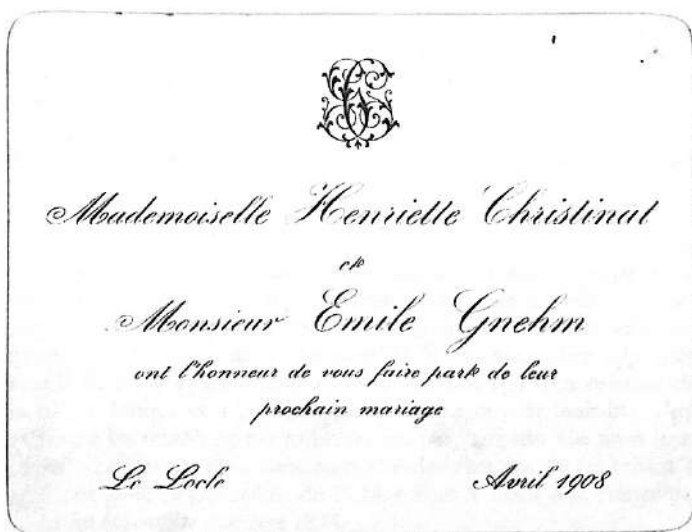 Mademoiselle Henriette Christinat
et
Monsieur Emile Gnehm
ont l'honneur de vous faire part de leur
prochain mariage
Le Locle Avril 1908